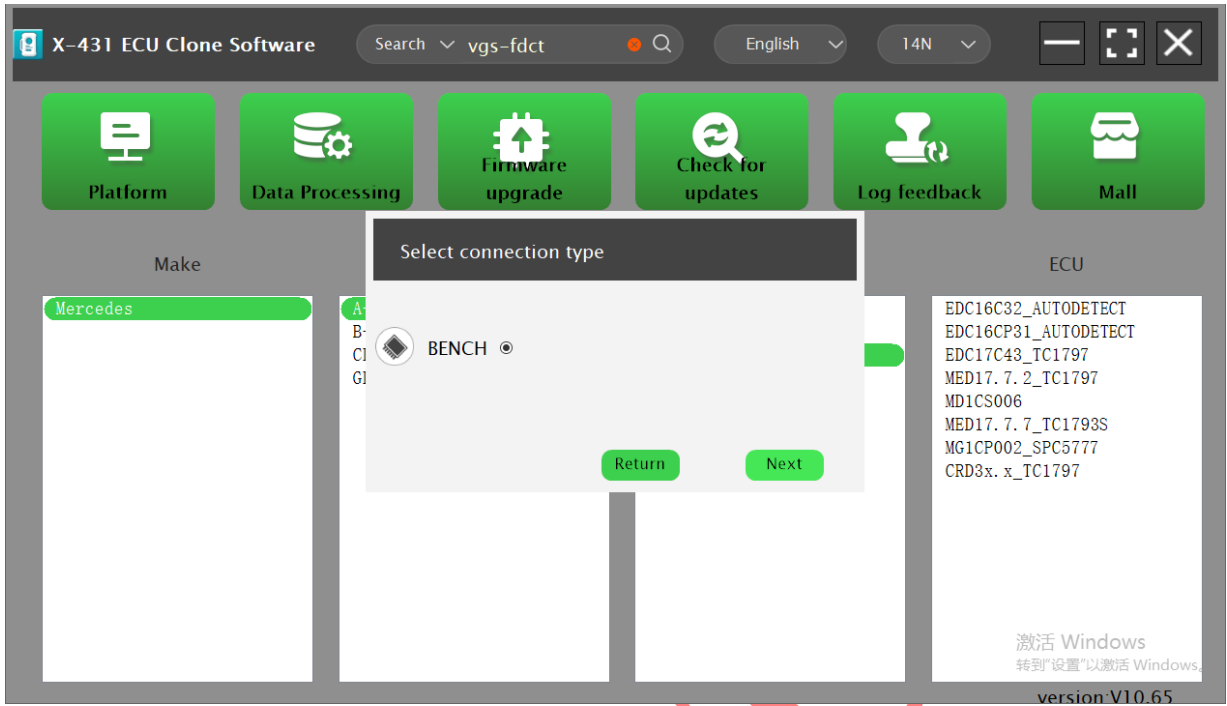 X-431 ECU Clone Software
Search
vgs-fdct
English
14N
Platform
Data Processing
Firmware
upgrade
Check for
updates
Log feedback
Mall
Select connection type
Make
ECU
Mercedes
BENCH
Return
Next
EDC16C32_AUTODETECT
EDC16CP31_AUTODETECT
EDC17C43_TC1797
MED17.7.2_TC1797
MD1CS006
MED17.7.7_TC1793S
MG1CP002_SPC5777
CRD3x.x_TC1797
激活 Windows
转到"设置"以激活 Windows。
version:V10.65